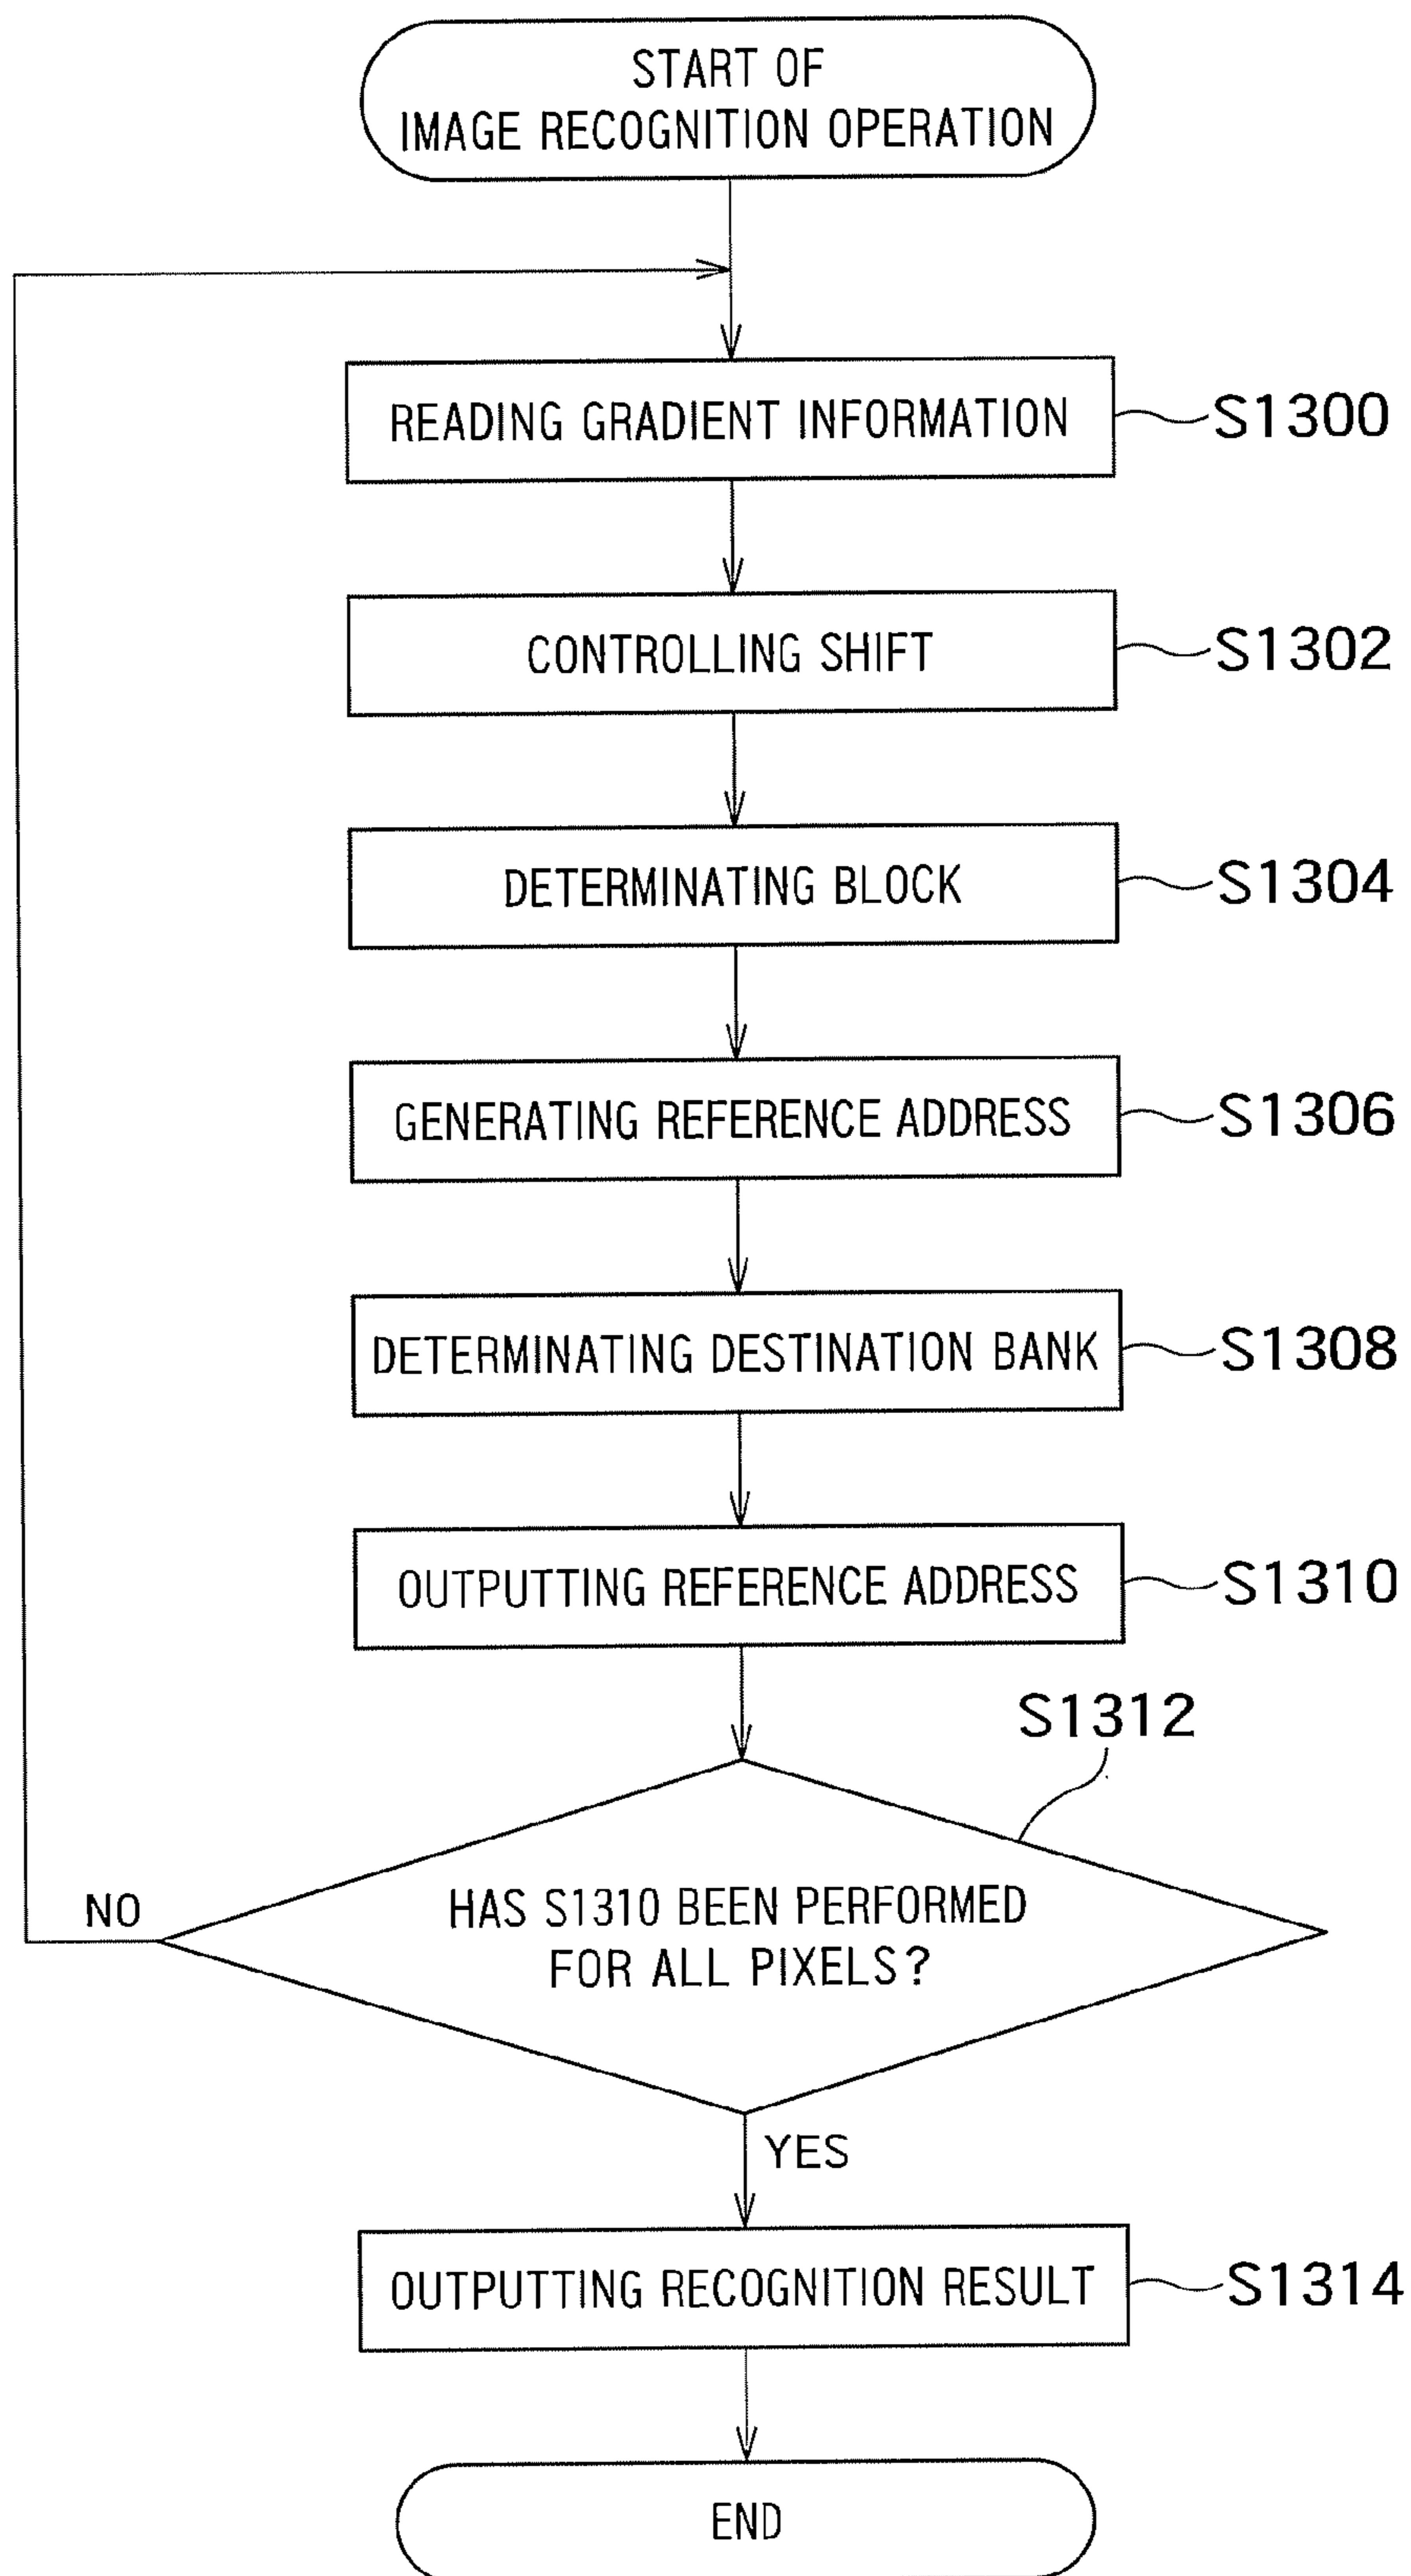 START OF
IMAGE RECOGNITION OPERATION
READING GRADIENT INFORMATION
S1300
CONTROLLING SHIFT
S1302
DETERMINATING BLOCK
S1304
GENERATING REFERENCE ADDRESS
S1306
DETERMINATING DESTINATION BANK
S1308
OUTPUTTING REFERENCE ADDRESS
S1310
S1312
HAS S1310 BEEN PERFORMED
FOR ALL PIXELS?
NO
YES
OUTPUTTING RECOGNITION RESULT
S1314
END